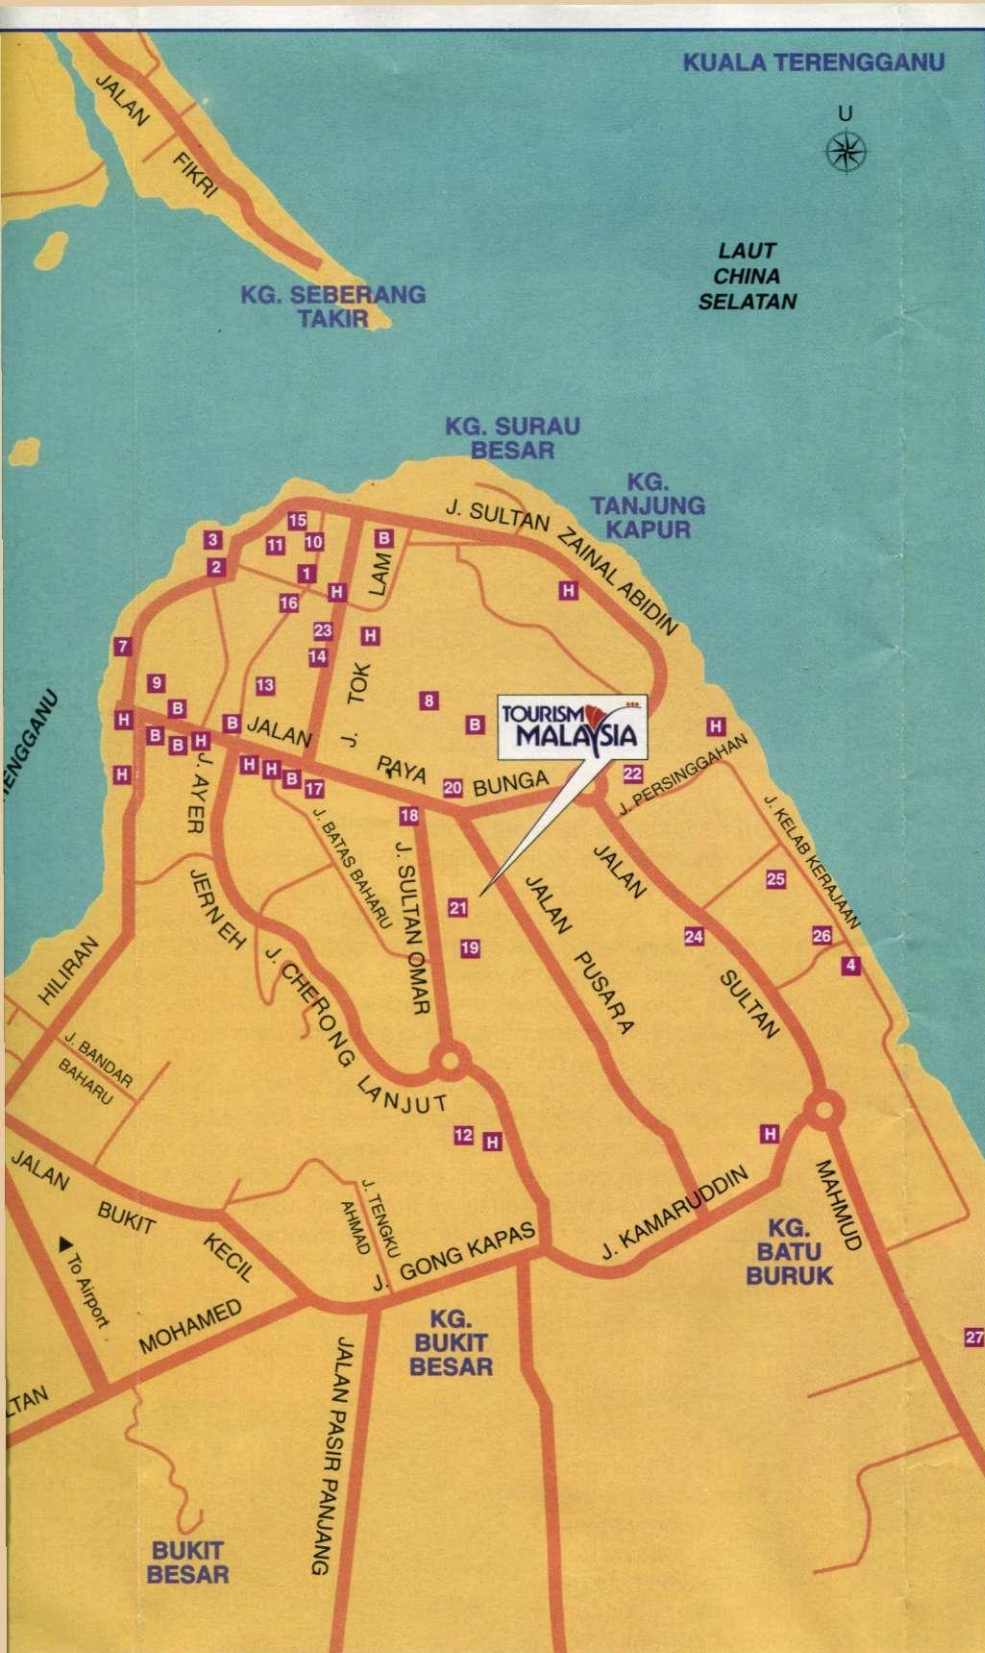 KUALA TERENGGANU
U
JALAN
FIKRI
LAUT
CHINA
SELATAN
KG. SEBERANG
TAKIR
KG. SURAU
BESAR
KG.
TANJUNG
KAPUR
J. SULTAN ZAINAL ABIDIN
15
3
11
10
B
2
1
LAM
H
H
16
23
H
7
14
9
13
J. TOK
8
B
H
B
B
TOURISM
MALAYSIA
H
B
B
H
JALAN
PAYA
BUNGA
H
H
H
B
17
20
22
J. PERSINGGAHAN
J. AYER
JERNEH
J. BATAS BAHARU
18
J. SULTAN OMAR
JALAN
PUSARA
JALAN
SULTAN
MAHMUD
J. KELAB KERAJAAN
25
21
19
24
26
4
HILIRAN
J. CHERONG
LANJUT
J. BANDAR
BAHARU
12
H
H
JALAN
BUKIT
KECIL
J. TENGKU
AHMAD
J. GONG KAPAS
J. KAMARUDDIN
KG.
BATU
BURUK
To Airport
MOHAMED
KG.
BUKIT
BESAR
27
JALAN PASIR PANJANG
BUKIT
BESAR